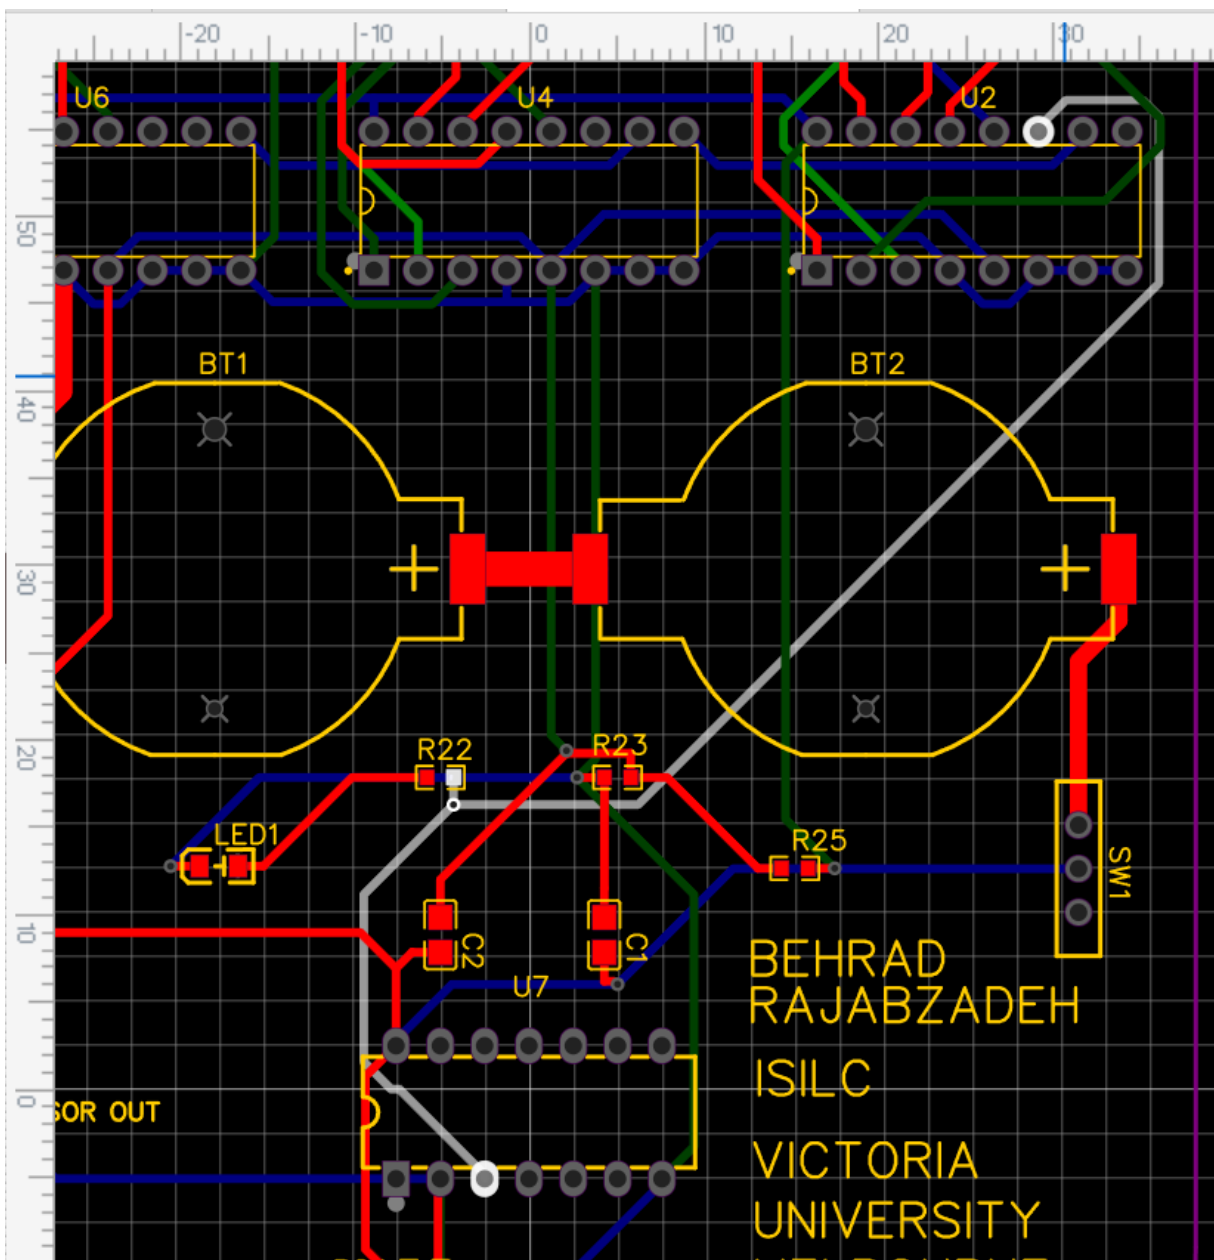 -20 -10 0 10 20 30
U6 U4 U2
50
BT1 BT2
40
30
20
R22 R23
LED1 R25
SW1
10
C2 C1
U7
BEHRAD
RAJABZADEH
ISILC
0
SOR OUT
VICTORIA
UNIVERSITY